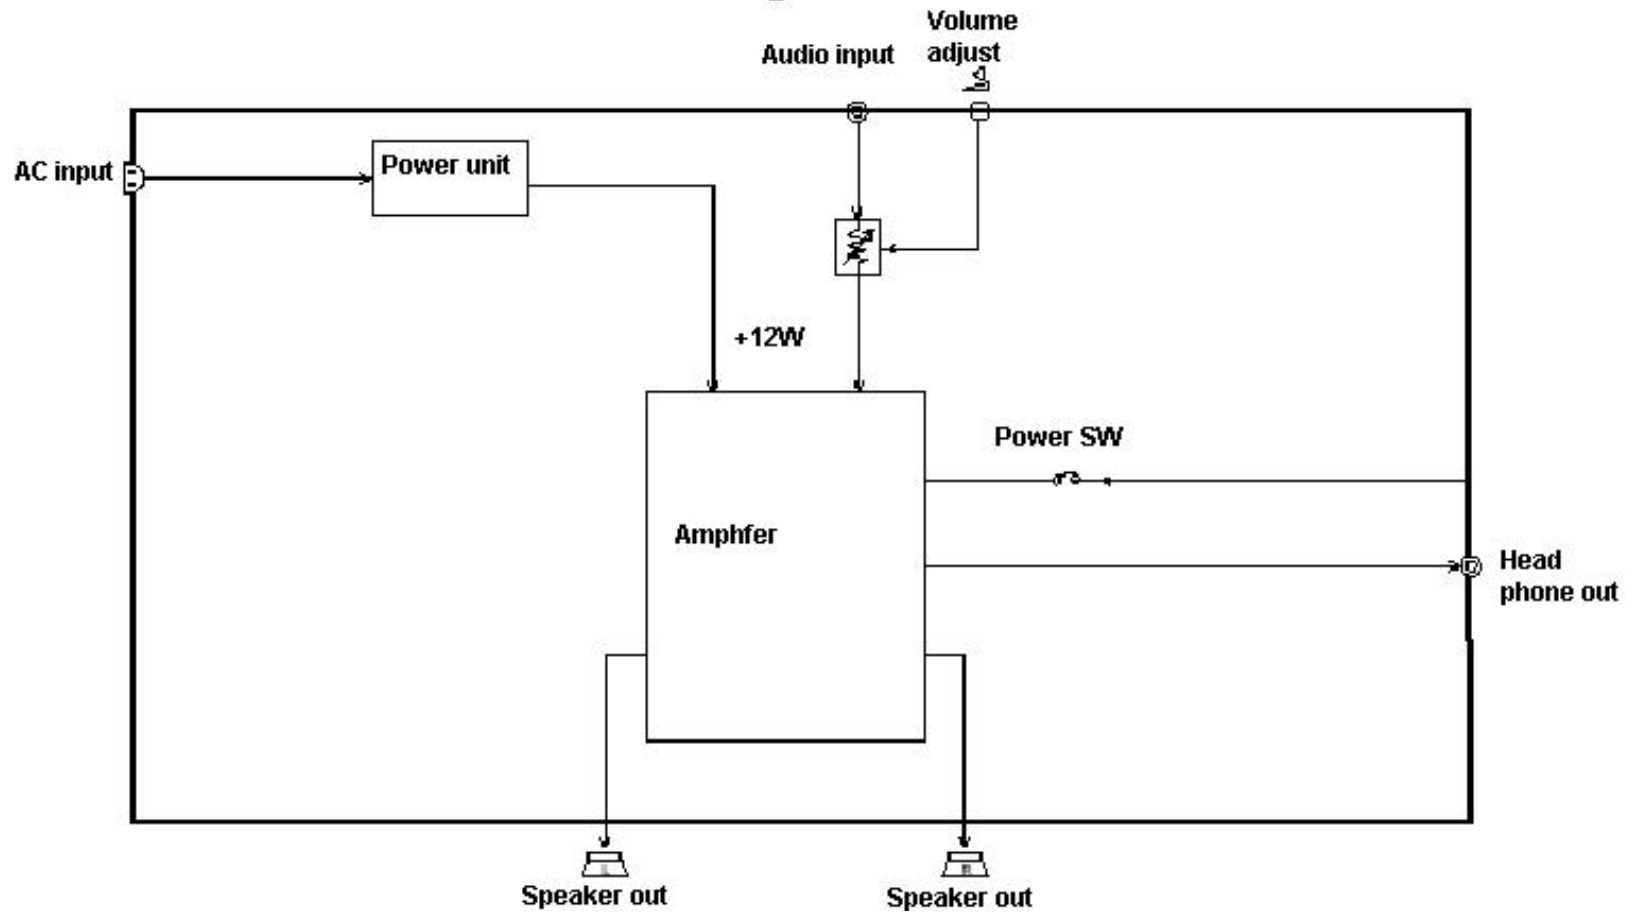 Volume
adjust
Audio input
AC input
Power unit
+12W
Power SW
Amphfer
Head
phone out
L
R
Speaker out
Speaker out